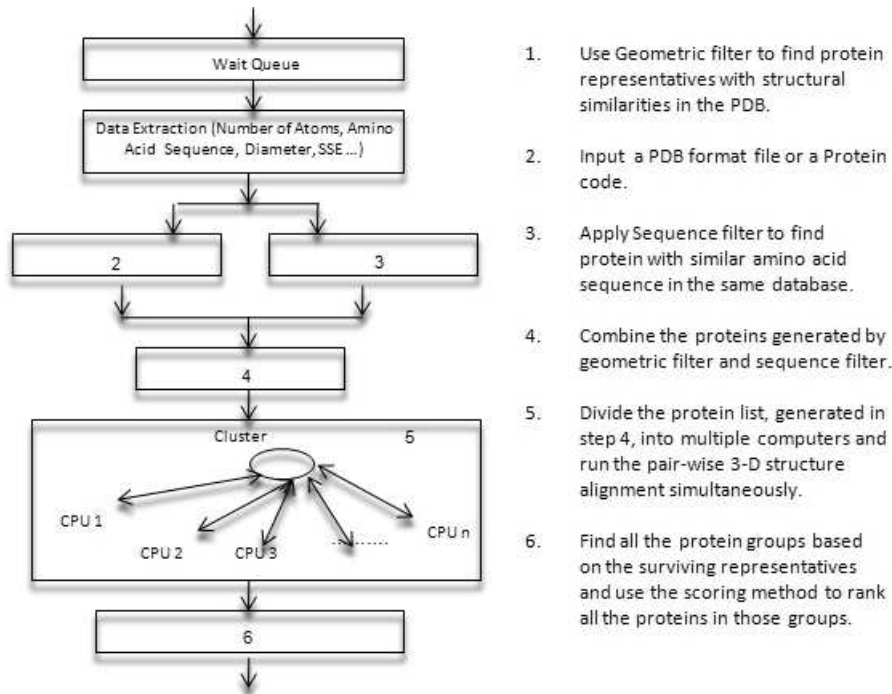 Wait Queue
Data Extraction (Number of Atoms, Amino
Acid Sequence, Diameter, SSE ...)
2
3
4
Cluster
5
CPU 1
CPU 2
CPU 3
..........
CPU n
6
1. Use Geometric filter to find protein
representatives with structural
similarities in the PDB.
2. Input a PDB format file or a Protein
code.
3. Apply Sequence filter to find
protein with similar amino acid
sequence in the same database.
4. Combine the proteins generated by
geometric filter and sequence filter.
5. Divide the protein list, generated in
step 4, into multiple computers and
run the pair-wise 3-D structure
alignment simultaneously.
6. Find all the protein groups based
on the surviving representatives
and use the scoring method to rank
all the proteins in those groups.